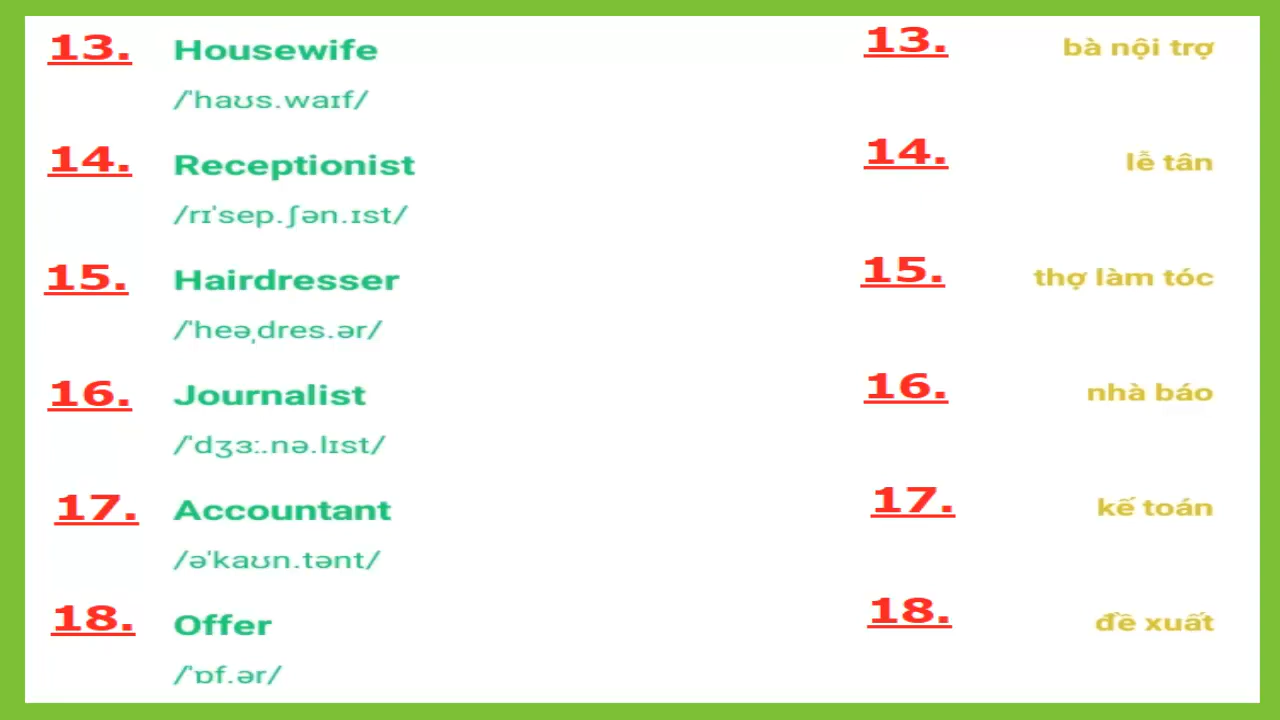 13. Housewife 13. bà nội trợ
/ˈhaʊs.waɪf/
14. Receptionist 14. lễ tân
/rɪˈsep.ʃən.ɪst/
15. Hairdresser 15. thợ làm tóc
/ˈheəˌdres.ər/
16. Journalist 16. nhà báo
/ˈdʒɜː.nə.lɪst/
17. Accountant 17. kế toán
/əˈkaʊn.tənt/
18. Offer 18. đề xuất
/ˈɒf.ər/